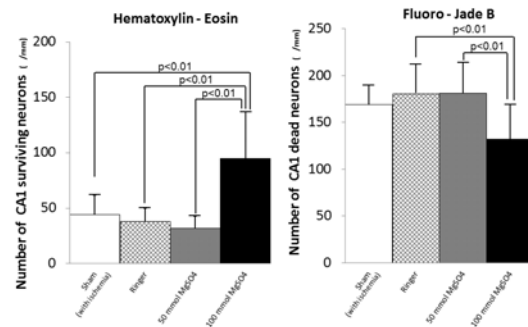 Hematoxylin - Eosin
Number of CA1 surviving neurons ( /mm)
200
150
100
50
0
p<0.01
p<0.01
p<0.01
Sham
(with ischemia)
Ringer
50 mmol MgSO4
100 mmol MgSO4
Fluoro - Jade B
Number of CA1 dead neurons ( /mm)
250
200
150
100
50
0
p<0.01
p<0.01
Sham
(with ischemia)
Ringer
50 mmol MgSO4
100 mmol MgSO4